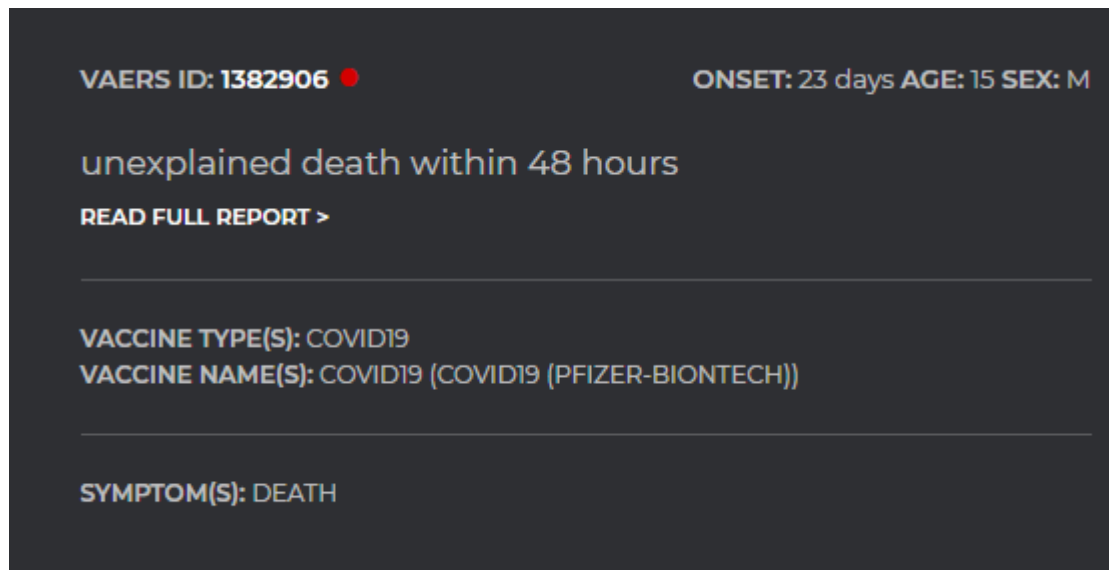 VAERS ID: 1382906 ONSET: 23 days AGE: 15 SEX: M
unexplained death within 48 hours
READ FULL REPORT >
VACCINE TYPE(S): COVID19
VACCINE NAME(S): COVID19 (COVID19 (PFIZER-BIONTECH))
SYMPTOM(S): DEATH